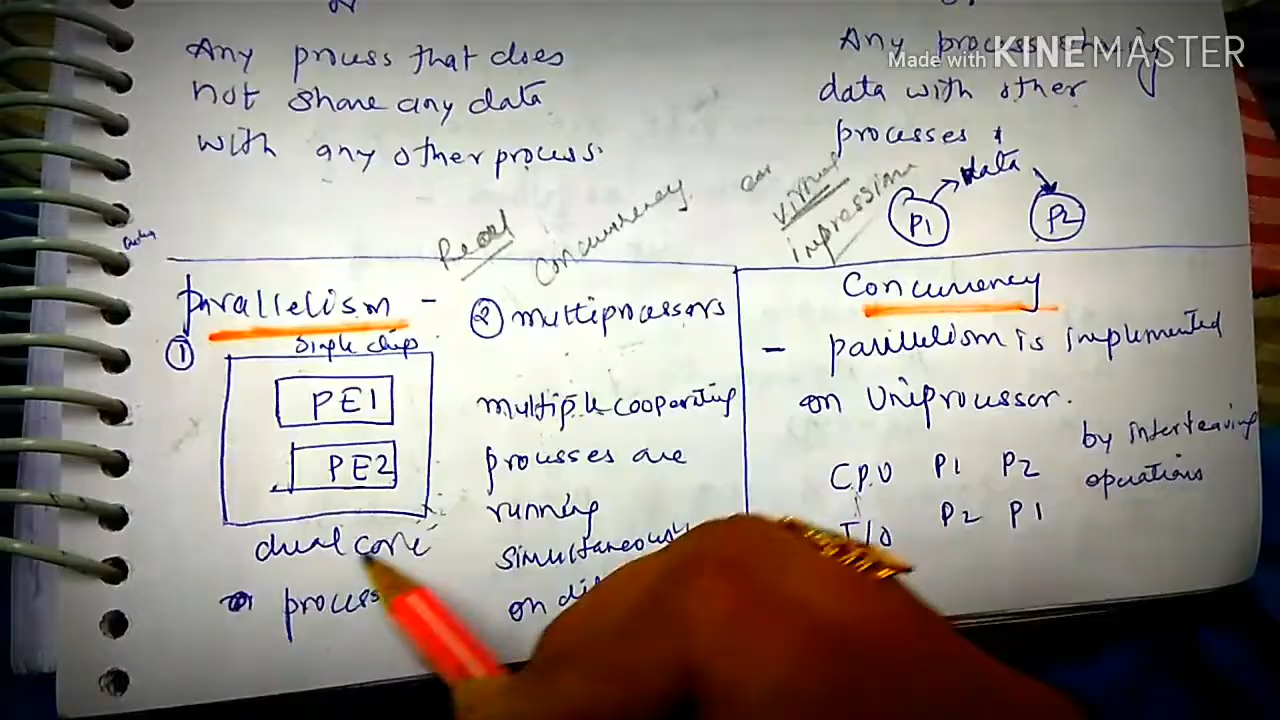 Any process that does
not share any data
with any other process.
Any process sharing
data with other
processes
data
P1
P2
Made with KINEMASTER
Real
concurrency
virtual
impression
parallelism -
①
Single chip
PE1
PE2
dual core
process
② multiprocessors
multiple cooperating
processes are
running
simultaneously
on
Concurrency
- parallelism is implemented
on Uniprocessor.
by interleaving
operations
CPU P1 P2
I/O P2 P1